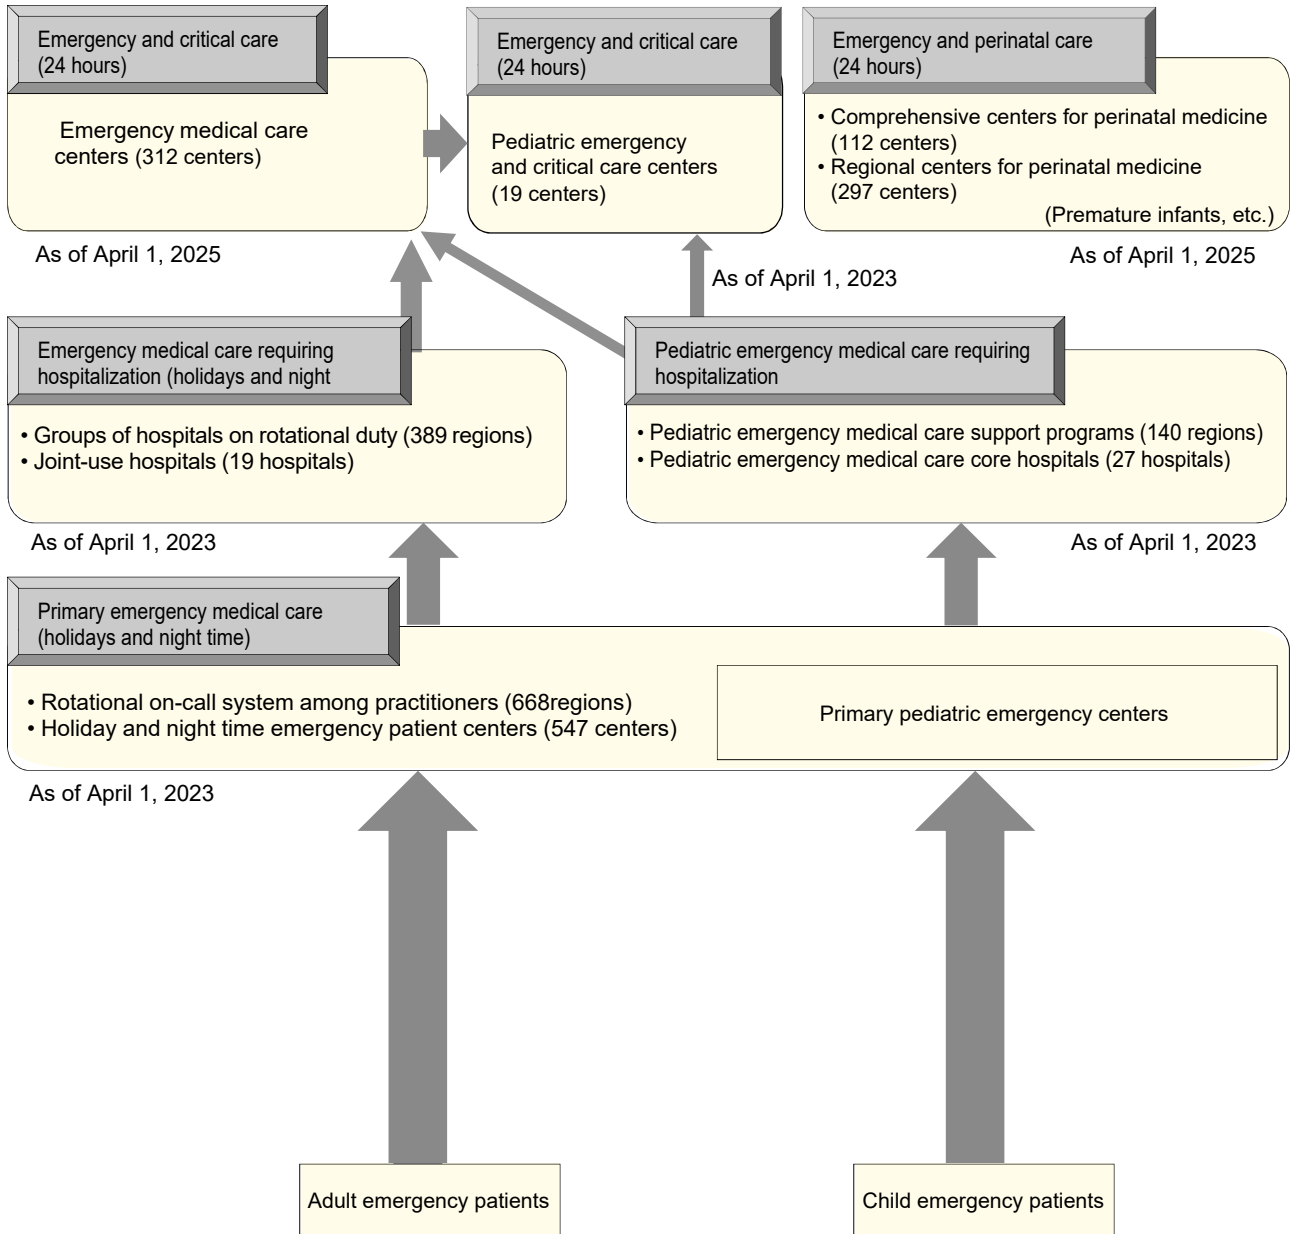 Emergency and critical care
(24 hours)
Emergency medical care
centers (312 centers)
As of April 1, 2025
Emergency and critical care
(24 hours)
Pediatric emergency
and critical care centers
(19 centers)
As of April 1, 2023
Emergency and perinatal care
(24 hours)
• Comprehensive centers for perinatal medicine
(112 centers)
• Regional centers for perinatal medicine
(297 centers)
(Premature infants, etc.)
As of April 1, 2025
Emergency medical care requiring
hospitalization (holidays and night
• Groups of hospitals on rotational duty (389 regions)
• Joint-use hospitals (19 hospitals)
As of April 1, 2023
Pediatric emergency medical care requiring
hospitalization
• Pediatric emergency medical care support programs (140 regions)
• Pediatric emergency medical care core hospitals (27 hospitals)
As of April 1, 2023
Primary emergency medical care
(holidays and night time)
• Rotational on-call system among practitioners (668regions)
• Holiday and night time emergency patient centers (547 centers)
Primary pediatric emergency centers
As of April 1, 2023
Adult emergency patients
Child emergency patients